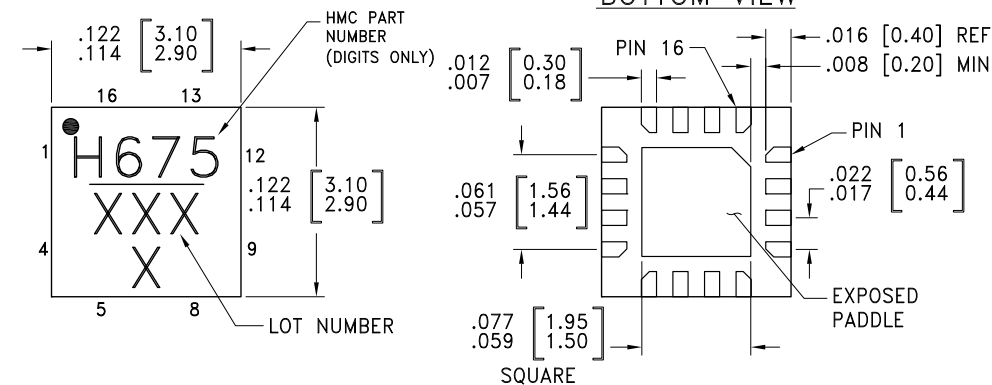 BOTTOM VIEW
.122 [3.10]
.114 [2.90]
HMC PART
NUMBER
(DIGITS ONLY)
16 13
1
12
4
9
5 8
H675
XXX
X
.122 [3.10]
.114 [2.90]
LOT NUMBER
PIN 16
.016 [0.40] REF
.008 [0.20] MIN
.012 [0.30]
.007 [0.18]
PIN 1
.022 [0.56]
.017 [0.44]
.061 [1.56]
.057 [1.44]
EXPOSED
PADDLE
.077 [1.95]
.059 [1.50]
SQUARE